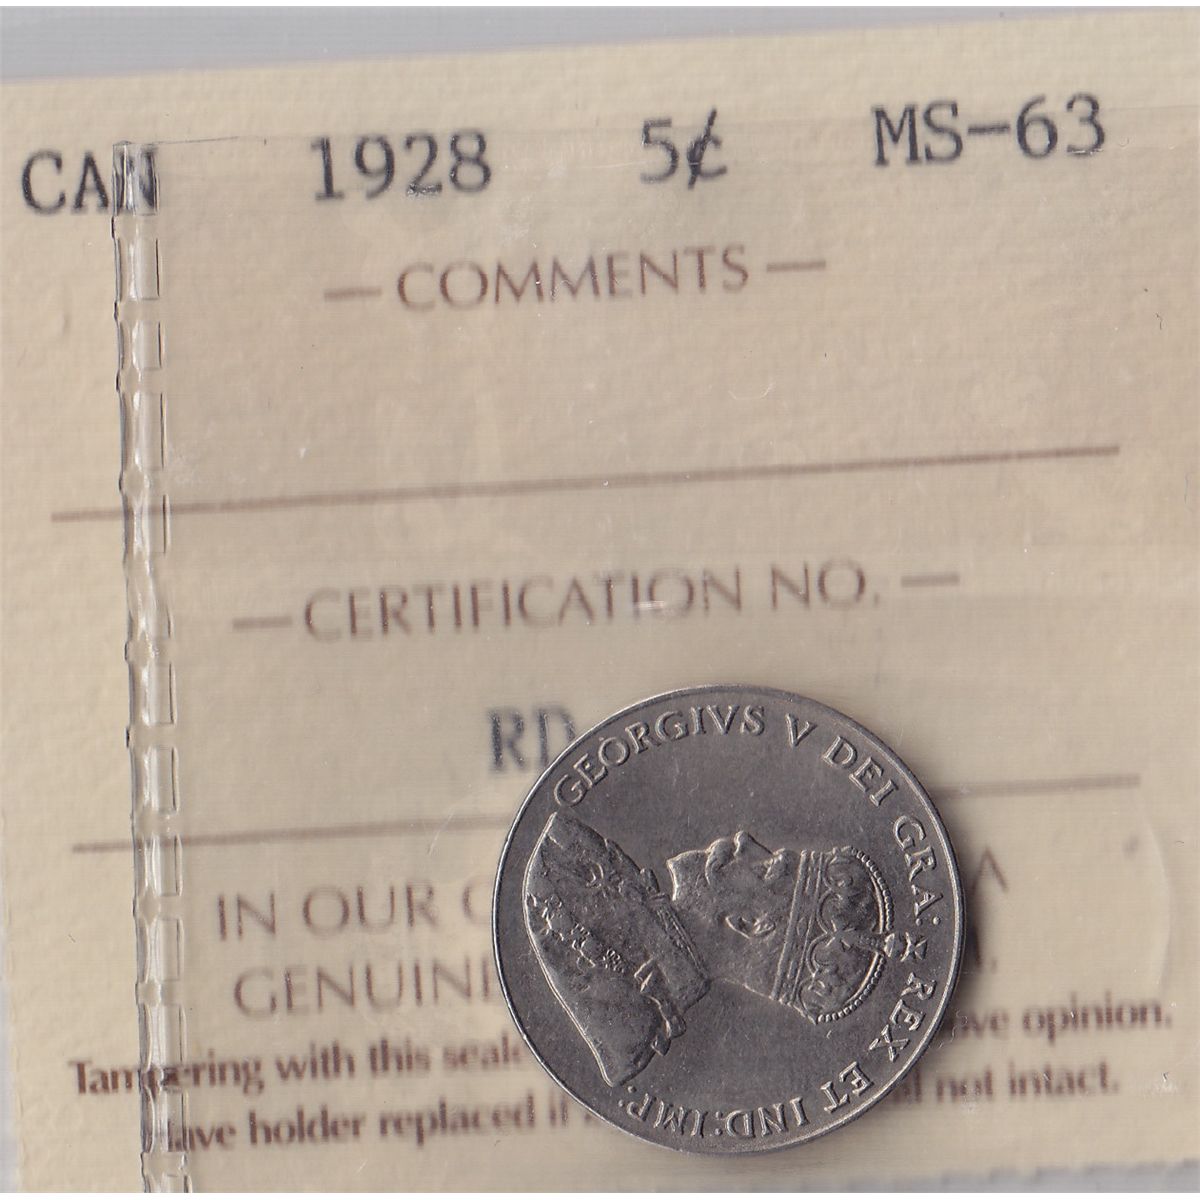 CAN 1928 5¢ MS-63
— COMMENTS —
— CERTIFICATION NO. —
RD
IN OUR
GENUIN
Tampering with this seale
ave opinion.
have holder replaced if
not intact.
GEORGIVS V DEI GRA: REX ET IND:IMP: